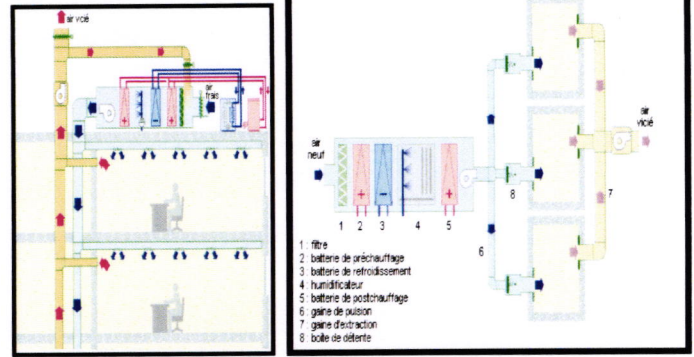 air vicié
air
frais
+
-
+
air
neuf
+
-
+
1 2 3 4 5
6
7
8
air
vicié
1 : filtre
2 : batterie de préchauffage
3 : batterie de refroidissement
4 : humidificateur
5 : batterie de postchauffage
6 : gaine de pulsion
7 : gaine d'extraction
8 : boîte de détente